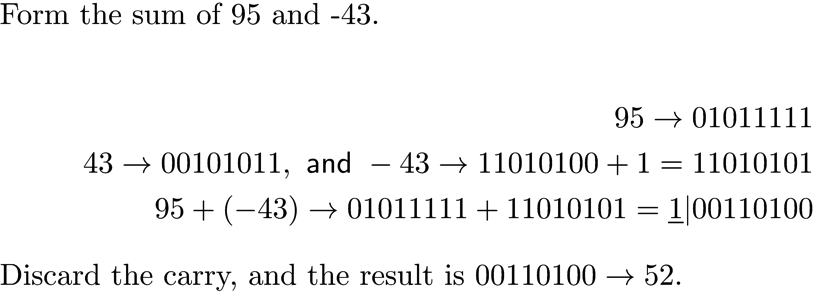 Form the sum of 95 and -43.
95 → 01011111
43 → 00101011, and − 43 → 11010100 + 1 = 11010101
95 + (−43) → 01011111 + 11010101 = 1|00110100
Discard the carry, and the result is 00110100 → 52.